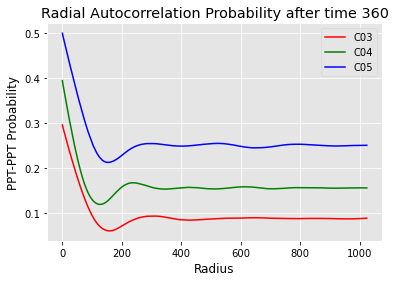 Radial Autocorrelation Probability after time 360
C03
C04
C05
0.5
0.4
0.3
0.2
0.1
PPT-PPT Probability
0 200 400 600 800 1000
Radius